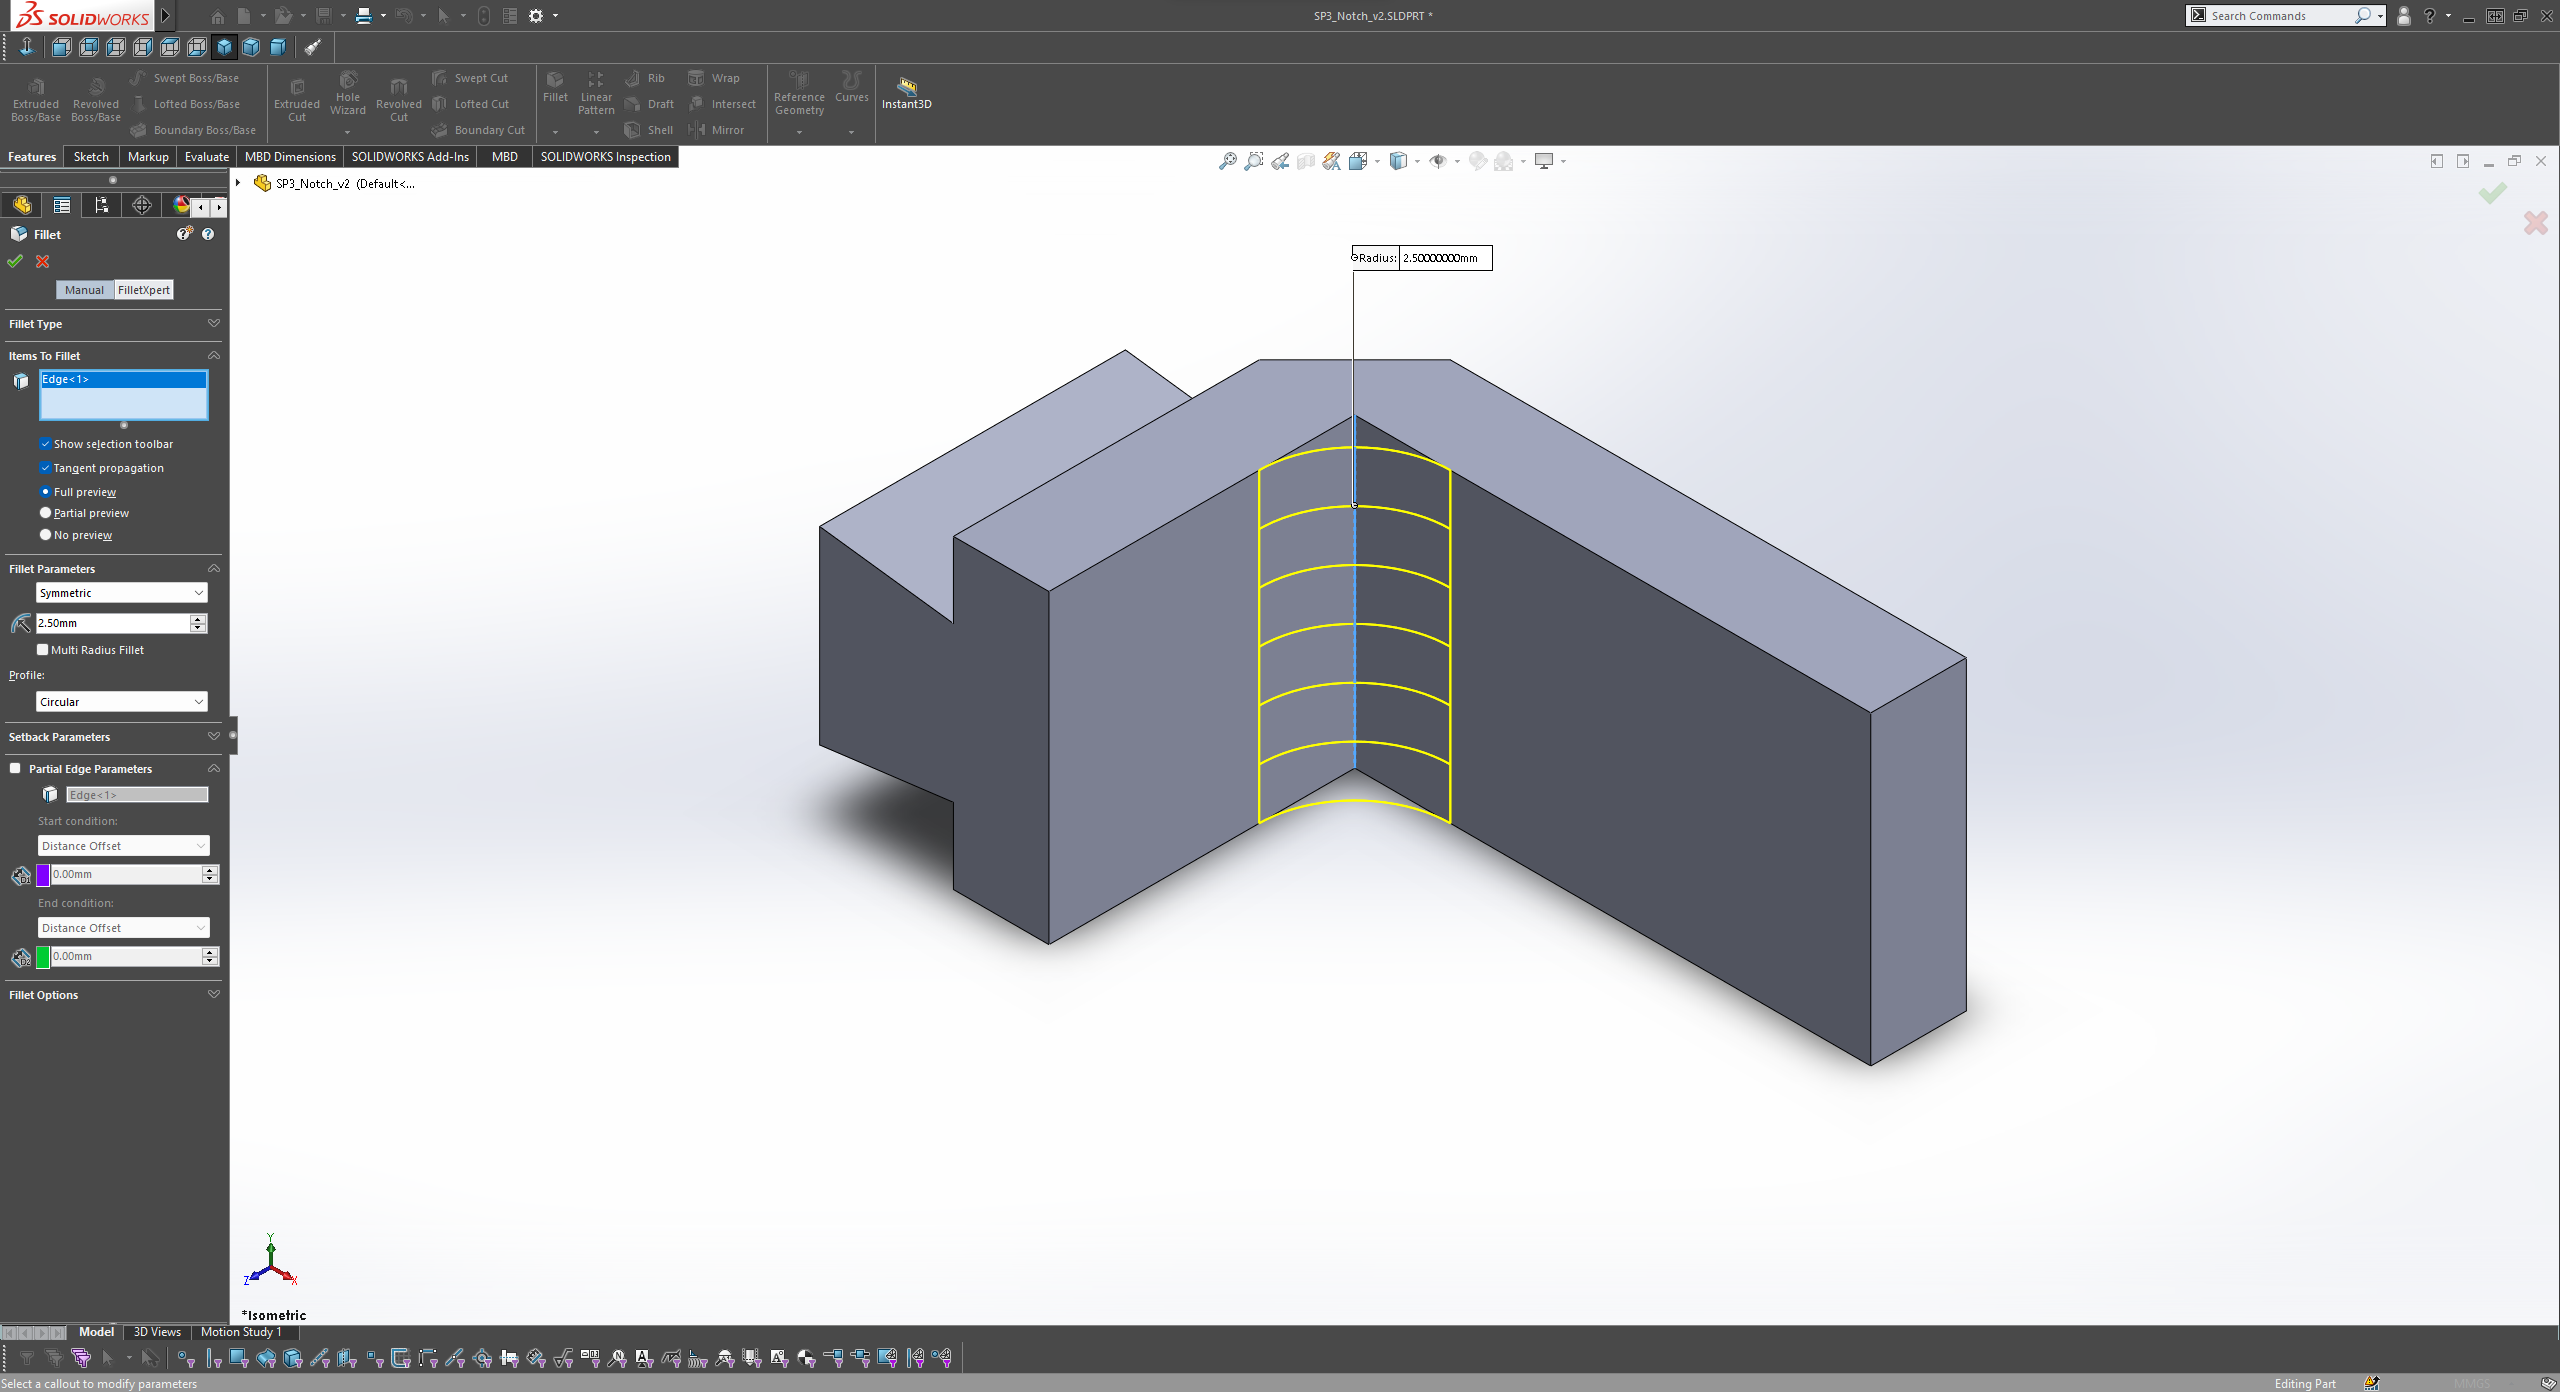 SOLIDWORKS
SP3_Notch_v2.SLDPRT *
Search Commands
Extruded Boss/Base
Revolved Boss/Base
Swept Boss/Base
Lofted Boss/Base
Boundary Boss/Base
Extruded Cut
Hole Wizard
Revolved Cut
Swept Cut
Lofted Cut
Boundary Cut
Fillet
Linear Pattern
Rib
Draft
Shell
Wrap
Intersect
Mirror
Reference Geometry
Curves
Instant3D
Features
Sketch
Markup
Evaluate
MBD Dimensions
SOLIDWORKS Add-Ins
MBD
SOLIDWORKS Inspection
SP3_Notch_v2 (Default<...
Fillet
Manual
FilletXpert
Fillet Type
Items To Fillet
Edge<1>
Show selection toolbar
Tangent propagation
Full preview
Partial preview
No preview
Fillet Parameters
Symmetric
2.50mm
Multi Radius Fillet
Profile:
Circular
Setback Parameters
Partial Edge Parameters
Edge<1>
Start condition:
Distance Offset
0.00mm
End condition:
Distance Offset
0.00mm
Fillet Options
Radius: 2.50000000mm
Y
Z
X
*Isometric
Model
3D Views
Motion Study 1
Select a callout to modify parameters
Editing Part
MMGS